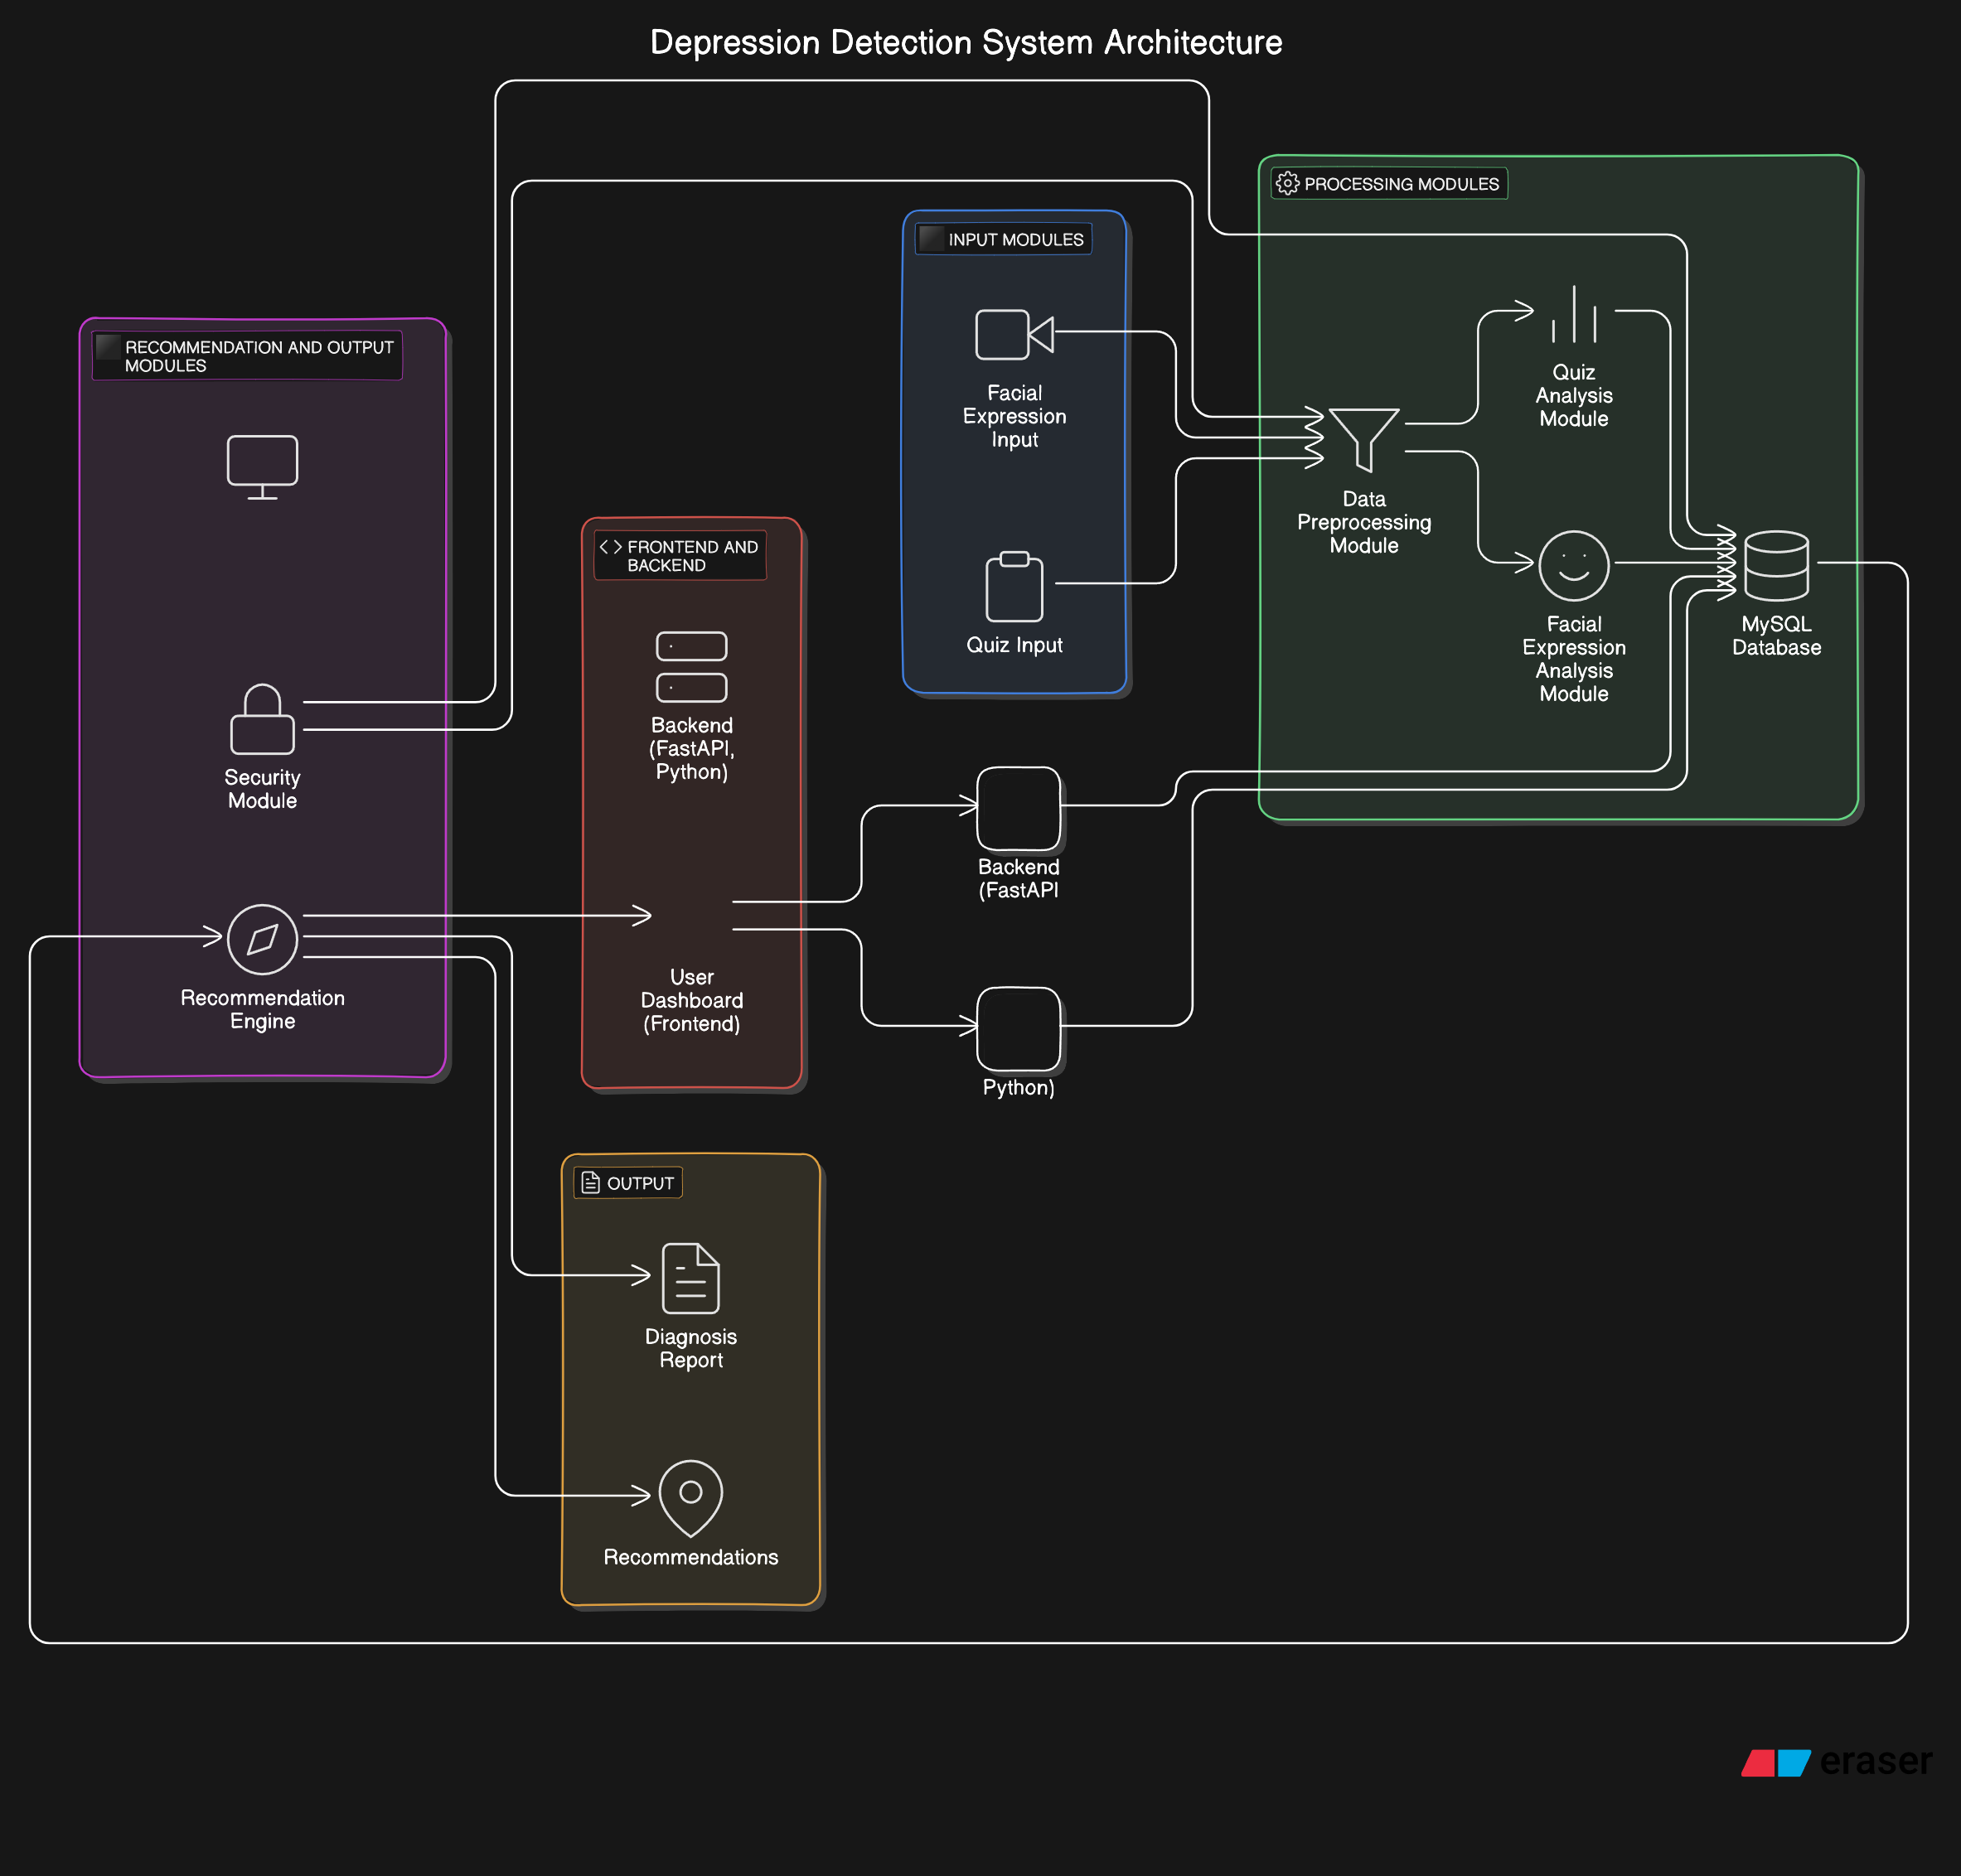 Depression Detection System Architecture
PROCESSING MODULES
INPUT MODULES
RECOMMENDATION AND OUTPUT
MODULES
FRONTEND AND
BACKEND
Facial
Expression
Input
Quiz Input
Quiz
Analysis
Module
Data
Preprocessing
Module
Facial
Expression
Analysis
Module
MySQL
Database
Security
Module
Backend
(FastAPI,
Python)
Backend
(FastAPI
Recommendation
Engine
User
Dashboard
(Frontend)
Python)
OUTPUT
Diagnosis
Report
Recommendations
eraser